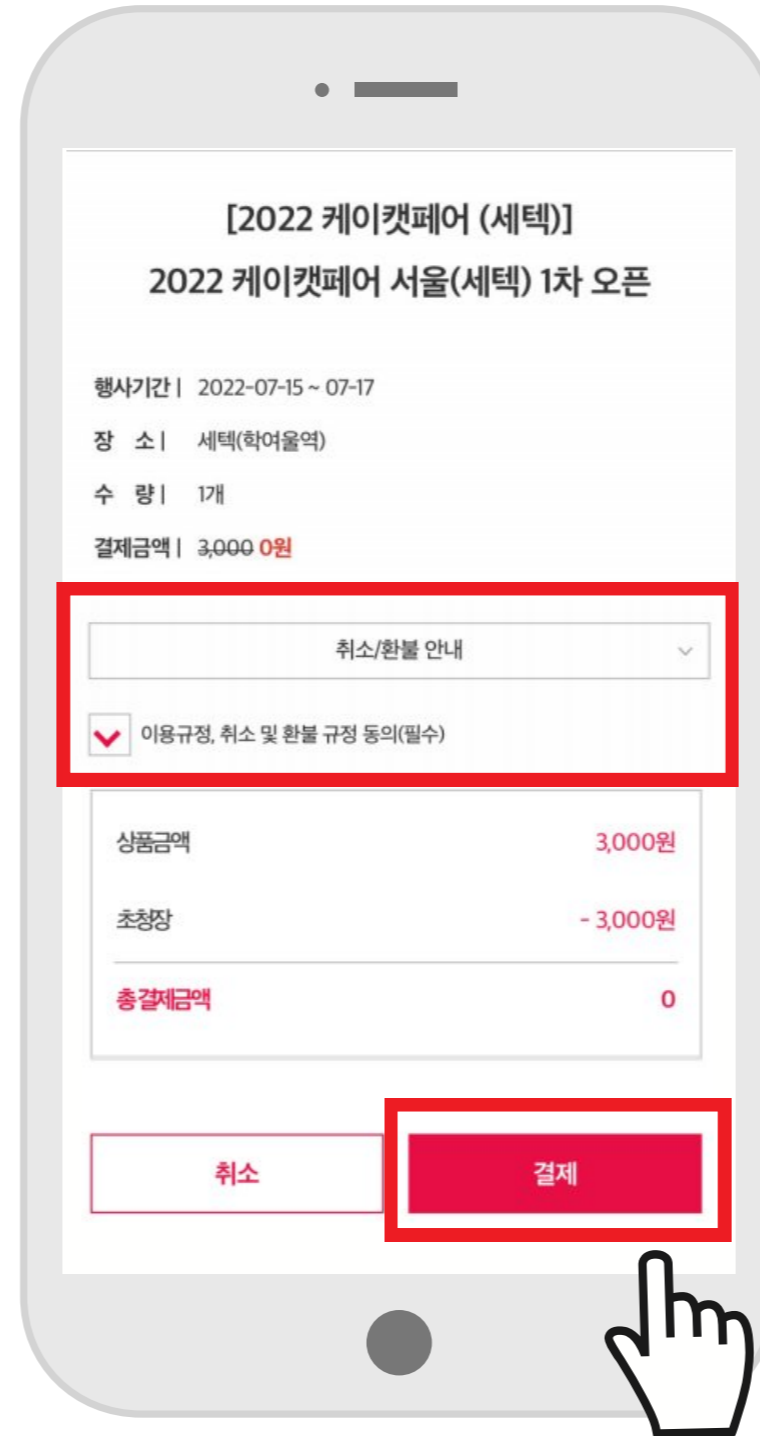 [2022 케이캣페어 (세텍)]
2022 케이캣페어 서울(세텍) 1차 오픈
행사기간 | 2022-07-15 ~ 07-17
장 소 | 세텍(학여울역)
수 량 | 1개
결제금액 | 3,000 0원
취소/환불 안내
이용규정, 취소 및 환불 규정 동의(필수)
상품금액 3,000원
초청장 - 3,000원
총결제금액 0
취소 결제